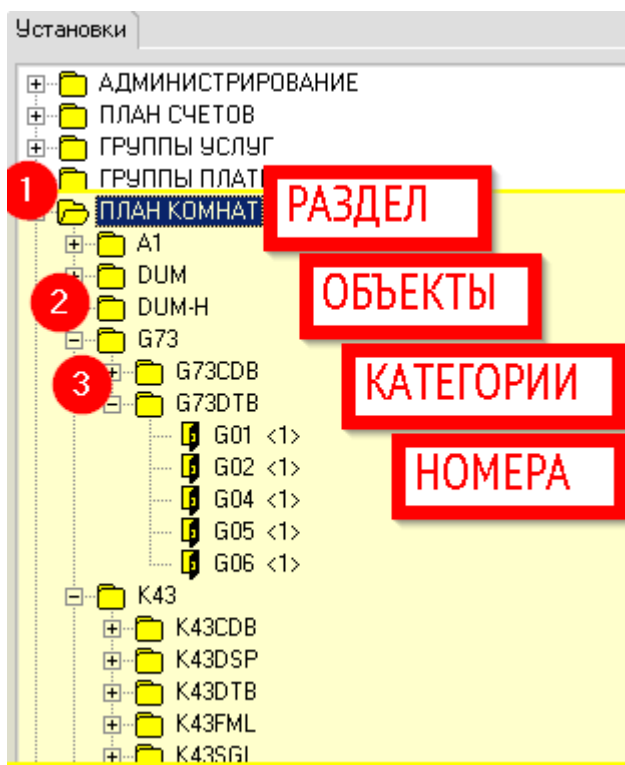 Установки
АДМИНИСТРИРОВАНИЕ
ПЛАН СЧЕТОВ
ГРУППЫ УСЛУГ
1 ГРУППЫ ПЛАТ
ПЛАН КОМНАТ РАЗДЕЛ
A1
DUM ОБЪЕКТЫ
2 DUM-H
G73
3 G73CDB КАТЕГОРИИ
G73DTB
G01 <1>
G02 <1> НОМЕРА
G04 <1>
G05 <1>
G06 <1>
K43
K43CDB
K43DSP
K43DTB
K43FML
K43SGL